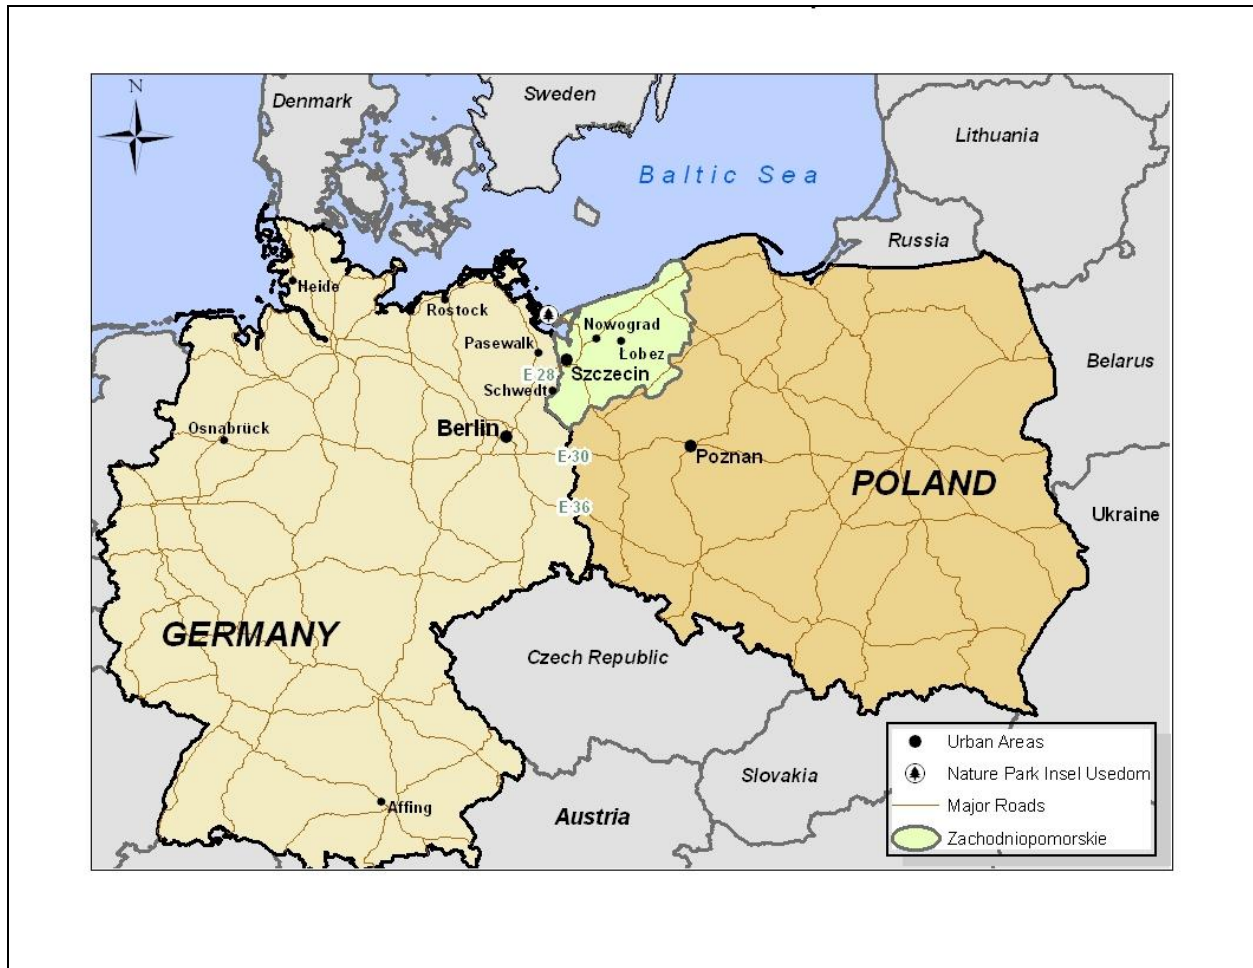 N
Denmark
Sweden
Lithuania
Baltic Sea
Russia
Heide
Rostock
Nowograd
Pasewalk
Łobez
Belarus
E 28
Szczecin
Schwedt
Osnabrück
Berlin
E 30
Poznan
POLAND
E 36
Ukraine
GERMANY
Czech Republic
Urban Areas
Nature Park Insel Usedom
Slovakia
Major Roads
Affing
Austria
Zachodniopomorskie